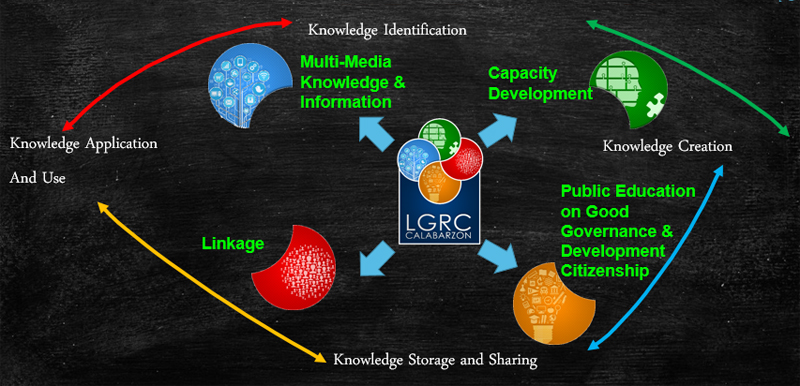 Knowledge Identification
Multi-Media
Knowledge &
Information
Capacity
Development
Knowledge Application
And Use
Knowledge Creation
LGRC
CALABARZON
Linkage
Public Education
on Good
Governance &
Development
Citizenship
Knowledge Storage and Sharing